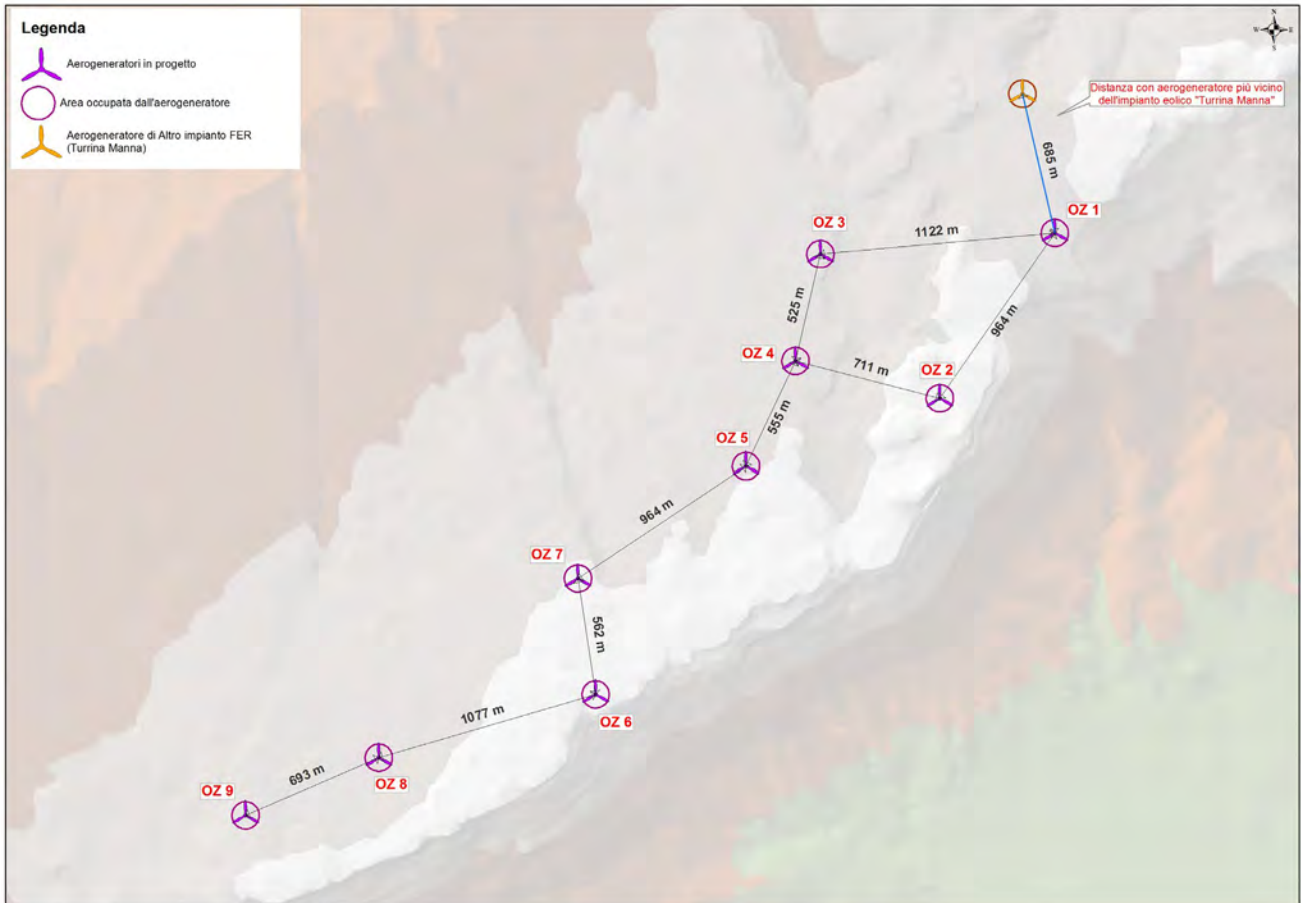 Legenda
Aerogeneratori in progetto
Area occupata dall'aerogeneratore
Aerogeneratore di Altro impianto FER
(Turrina Manna)
N
W
E
S
Distanza con aerogeneratore più vicino
dell'impianto eolico "Turrina Manna"
685 m
OZ 1
OZ 3
1122 m
525 m
964 m
OZ 4
711 m
OZ 2
555 m
OZ 5
964 m
OZ 7
562 m
OZ 6
1077 m
OZ 8
693 m
OZ 9